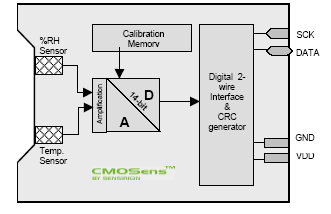 Calibration
Memory
%RH
Sensor
SCK
DATA
Amplification
14-bit
D
A
Digital 2-
wire
Interface
&
CRC
generator
Temp.
Sensor
GND
VDD
CMOSens™
BY SENSIRION